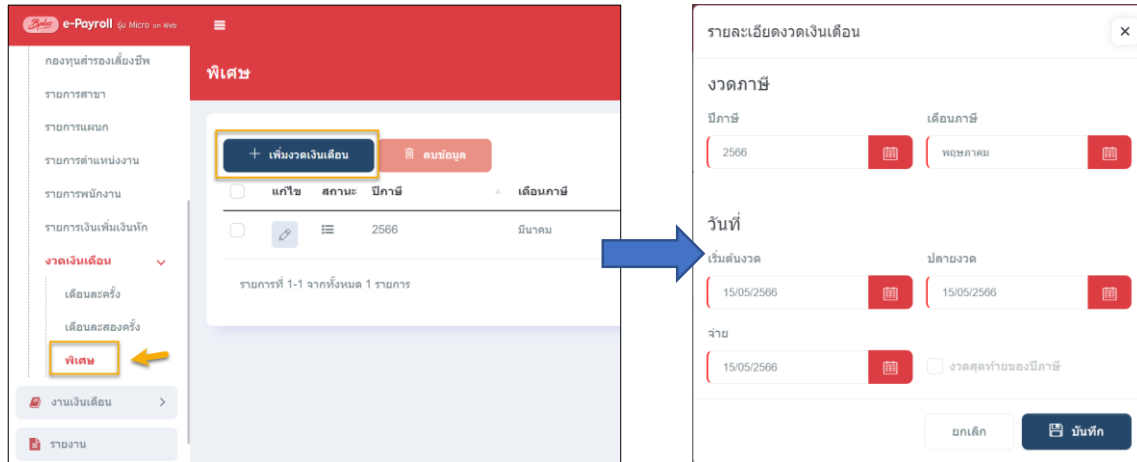 Byte e-Payroll รุ่น Micro on Web
กองทุนสำรองเลี้ยงชีพ
รายการสาขา
รายการแผนก
รายการตำแหน่งงาน
รายการพนักงาน
รายการเงินเพิ่มเงินหัก
งวดเงินเดือน
เดือนละครั้ง
เดือนละสองครั้ง
พิเศษ
งานเงินเดือน
รายงาน
พิเศษ
+ เพิ่มงวดเงินเดือน ลบข้อมูล
แก้ไข สถานะ ปีภาษี เดือนภาษี
2566 มีนาคม
รายการที่ 1-1 จากทั้งหมด 1 รายการ
รายละเอียดงวดเงินเดือน
งวดภาษี
ปีภาษี เดือนภาษี
2566 พฤษภาคม
วันที่
เริ่มต้นงวด ปลายงวด
15/05/2566 15/05/2566
จ่าย
15/05/2566 งวดสุดท้ายของปีภาษี
ยกเลิก บันทึก